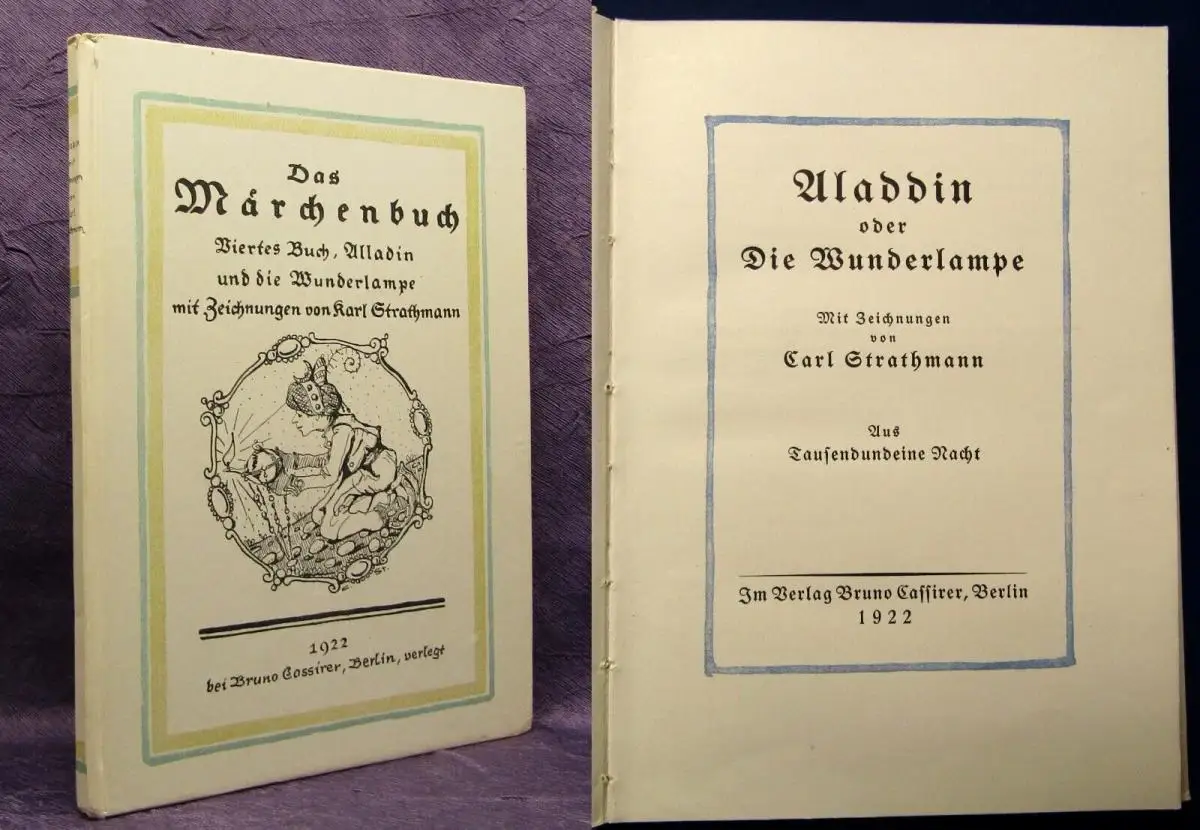 Das
Märchenbuch
Viertes Buch, Alladin
und die Wunderlampe
mit Zeichnungen von Karl Strathmann
St.
1922
bei Bruno Cassirer, Berlin, verlegt
Aladdin
oder
Die Wunderlampe
Mit Zeichnungen
von
Carl Strathmann
Aus
Tausendundeine Nacht
Im Verlag Bruno Cassirer, Berlin
1922